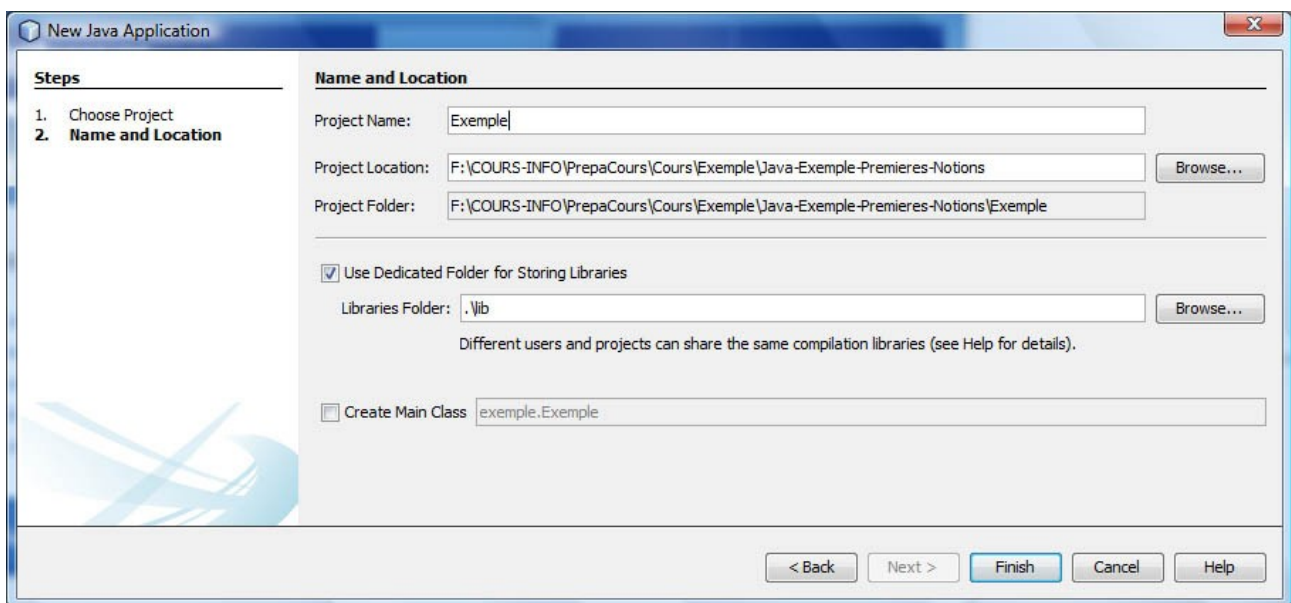 New Java Application
Steps
1. Choose Project
2. Name and Location
Name and Location
Project Name: Exemple
Project Location: F:\COURS-INFO\PrepaCours\Cours\Exemple\Java-Exemple-Premieres-Notions Browse...
Project Folder: F:\COURS-INFO\PrepaCours\Cours\Exemple\Java-Exemple-Premieres-Notions\Exemple
Use Dedicated Folder for Storing Libraries
Libraries Folder: .\lib Browse...
Different users and projects can share the same compilation libraries (see Help for details).
Create Main Class exemple.Exemple
< Back Next > Finish Cancel Help